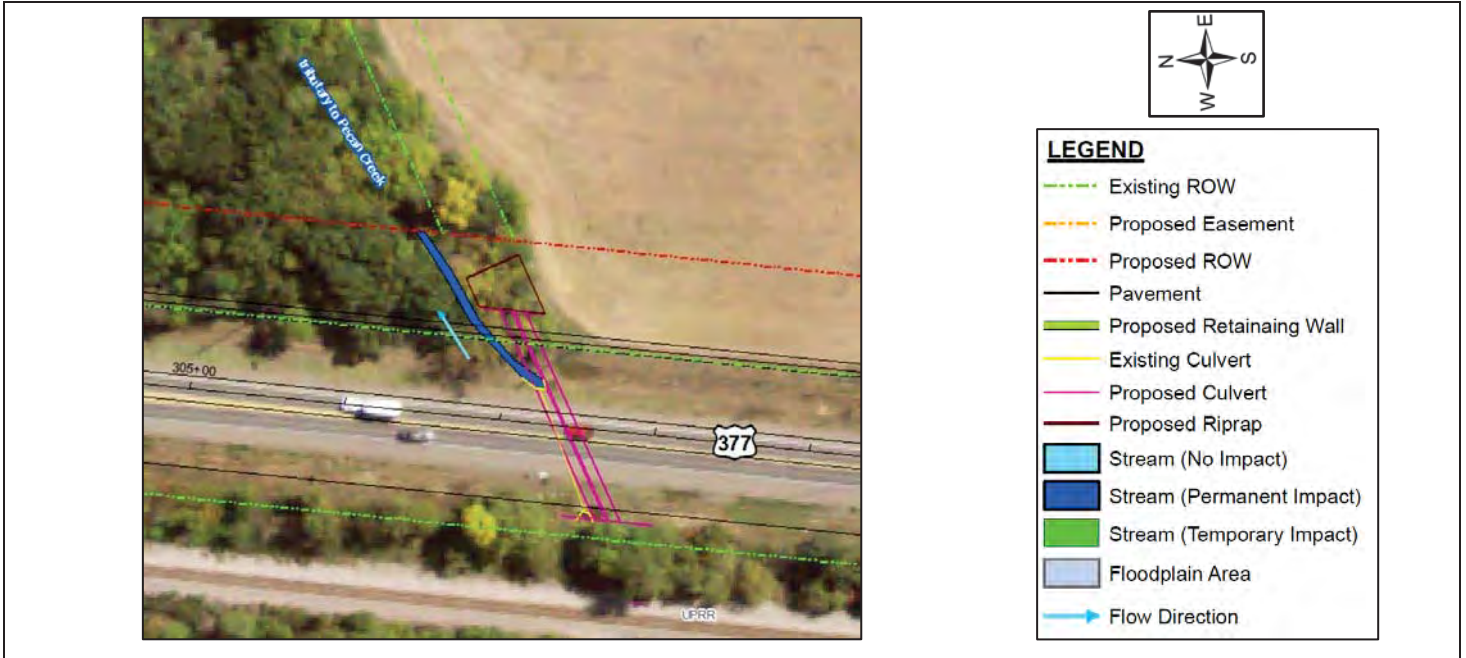 tributary to Pecan Creek
305+00
377
UPRR
N
E
S
W
LEGEND
Existing ROW
Proposed Easement
Proposed ROW
Pavement
Proposed Retainaing Wall
Existing Culvert
Proposed Culvert
Proposed Riprap
Stream (No Impact)
Stream (Permanent Impact)
Stream (Temporary Impact)
Floodplain Area
Flow Direction